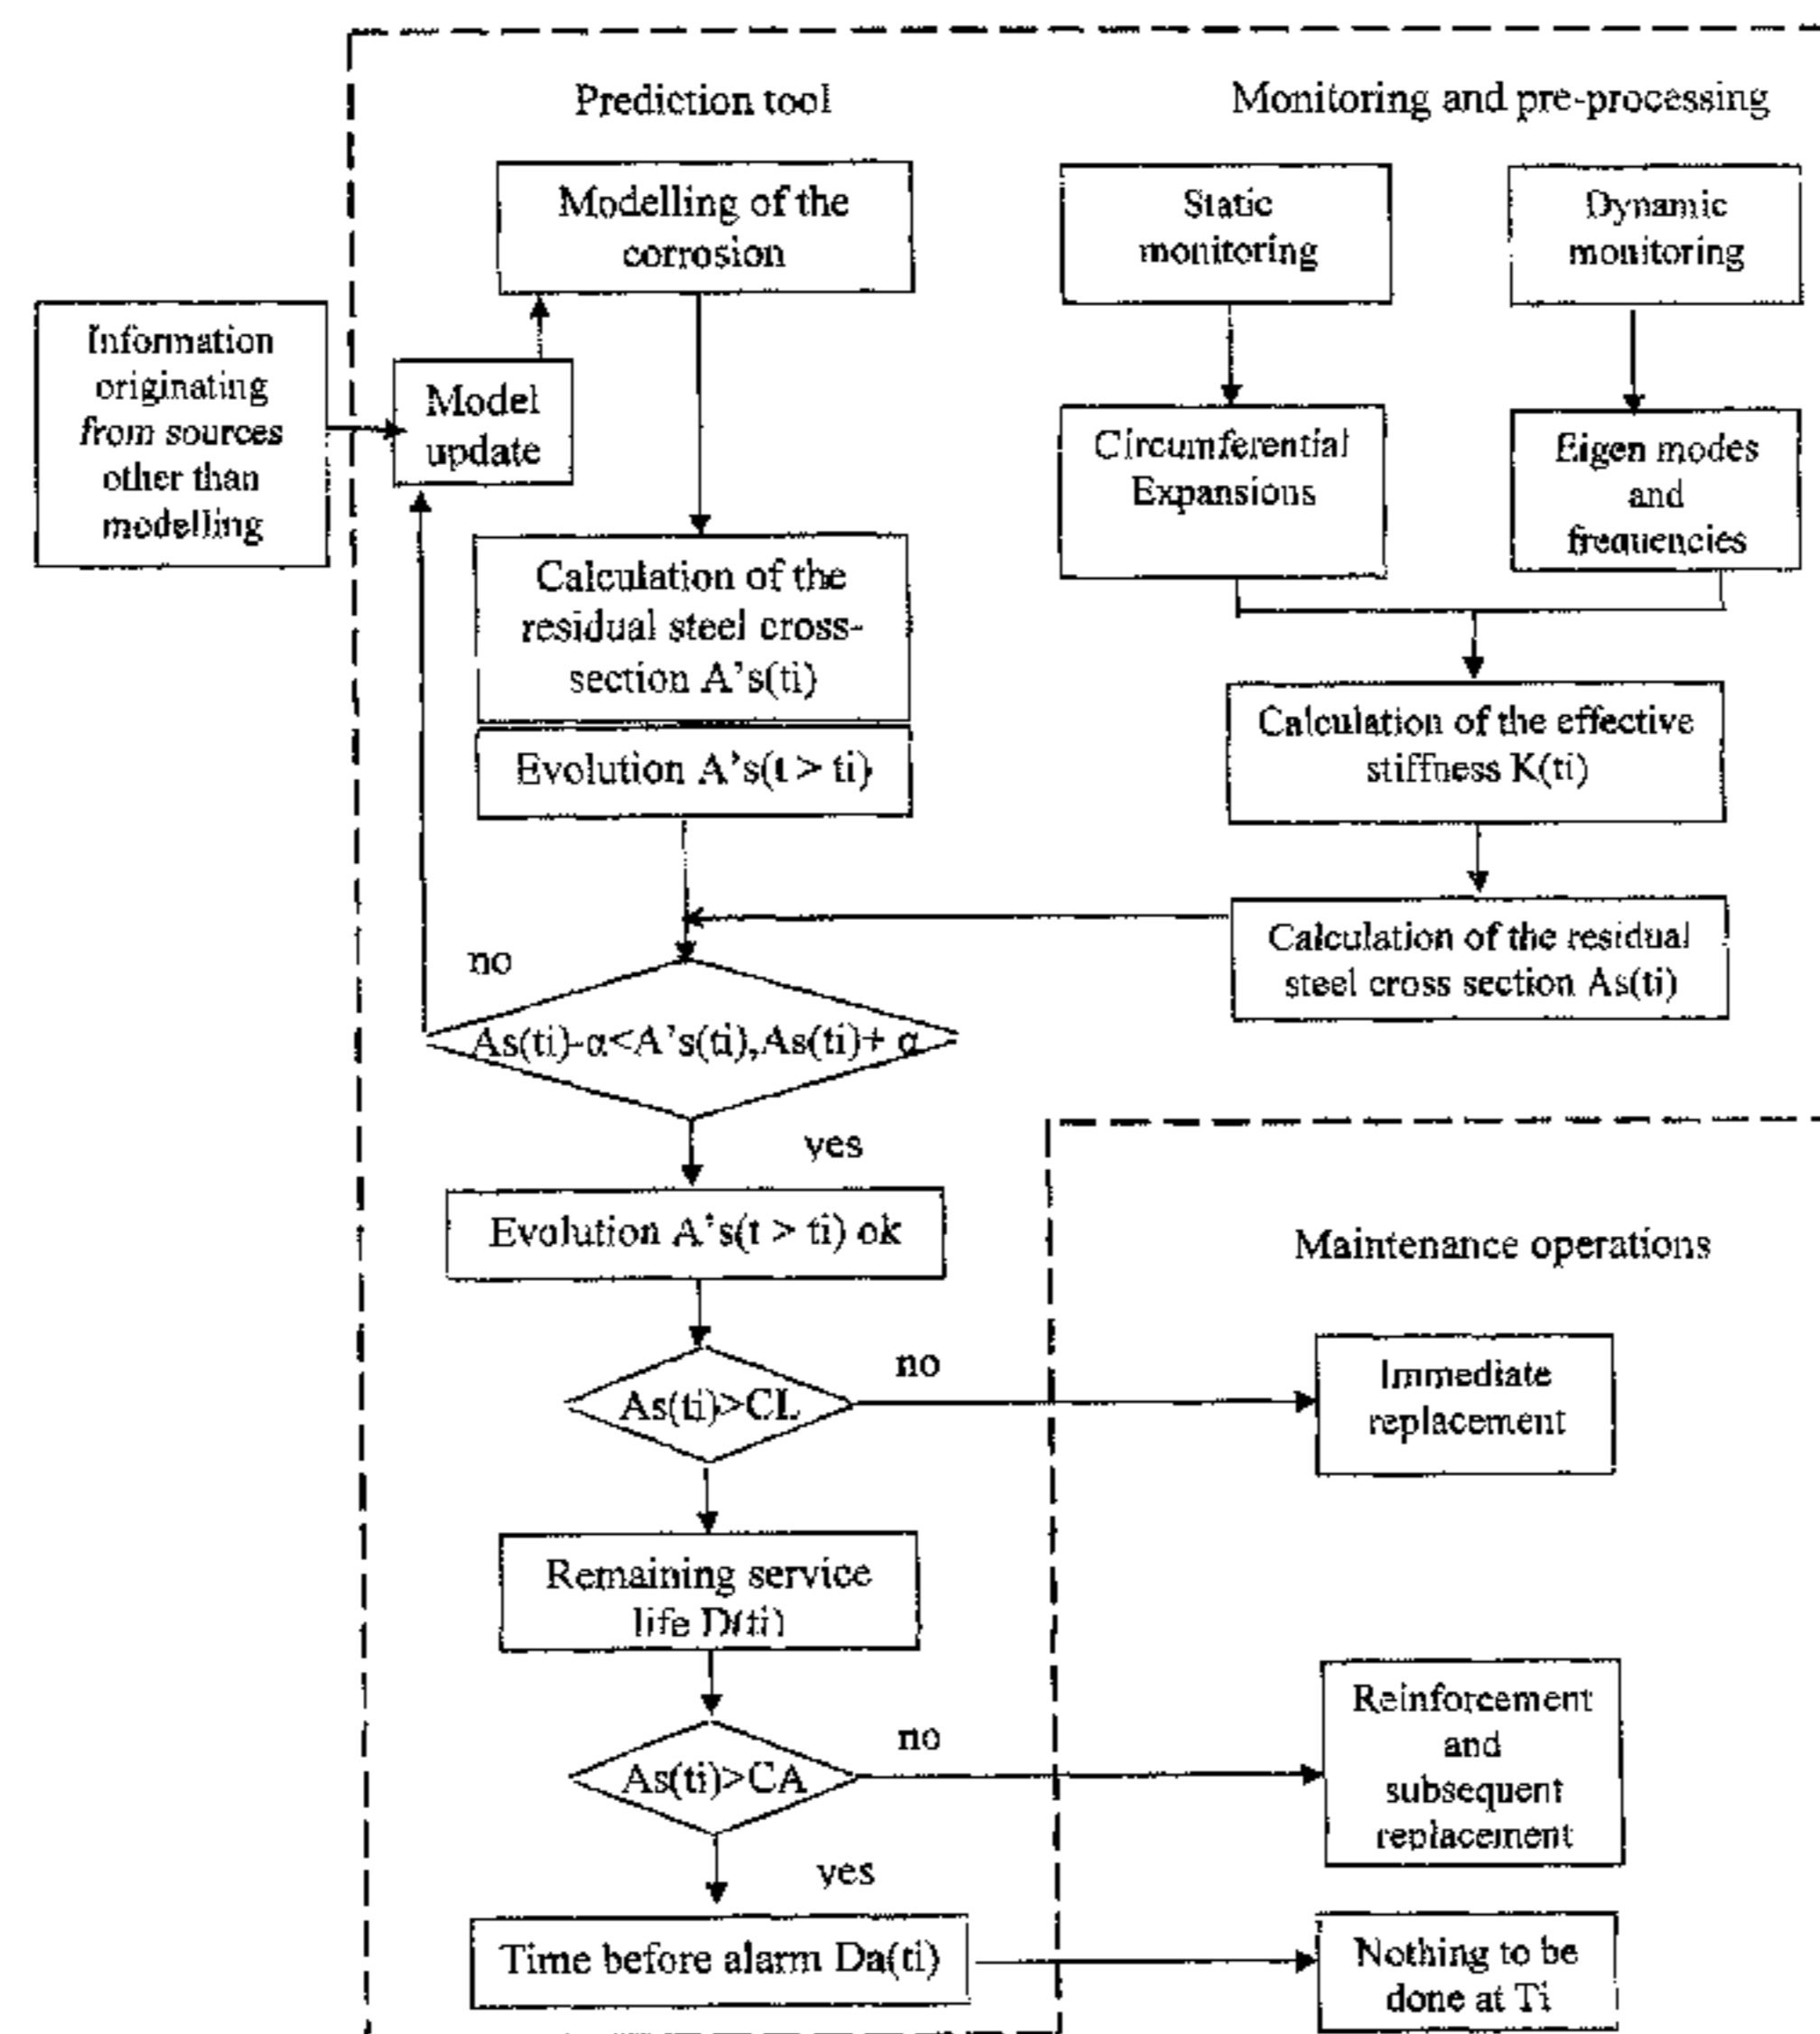 Prediction tool
Monitoring and pre-processing
Modelling of the
corrosion
Static
monitoring
Dynamic
monitoring
Information
originating
from sources
other than
modelling
Model
update
Circumferential
Expansions
Eigen modes
and
frequencies
Calculation of the
residual steel cross-
section A's(ti)
Evolution A's(t > ti)
Calculation of the effective
stiffness K(ti)
Calculation of the residual
steel cross section As(ti)
no
As(ti)-α<A's(ti),As(ti)+ α
yes
Evolution A's(t > ti) ok
Maintenance operations
As(ti)>CL
no
Immediate
replacement
Remaining service
life D(ti)
As(ti)>CA
no
Reinforcement
and
subsequent
replacement
yes
Time before alarm Da(ti)
Nothing to be
done at Ti